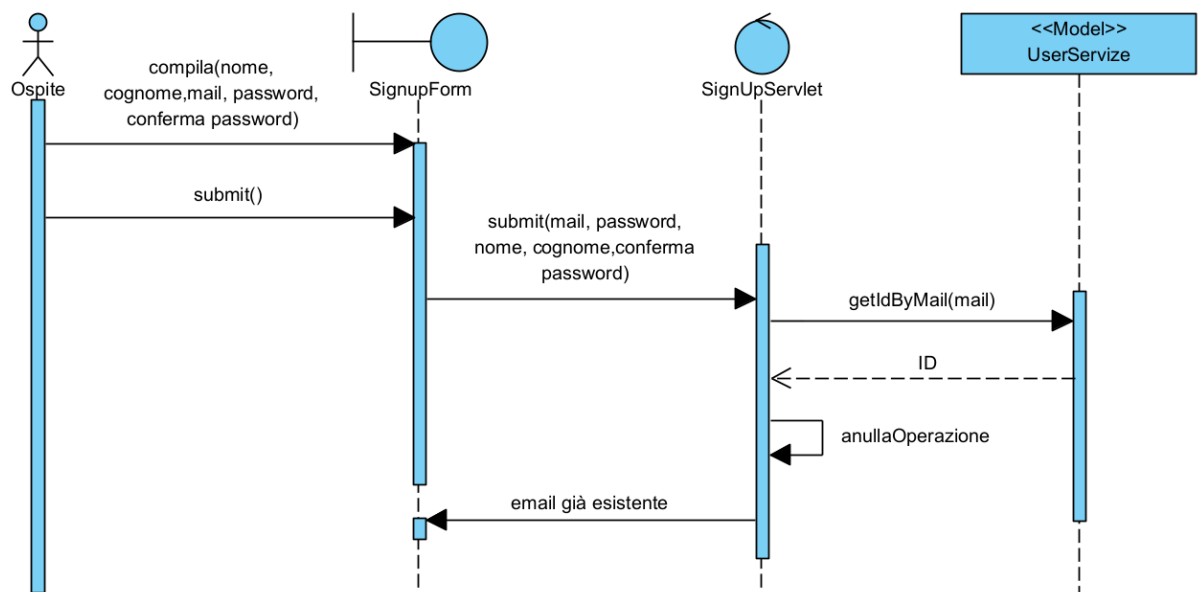 <<Model>>
UserServize
Ospite
SignupForm
SignUpServlet
compila(nome,
cognome,mail, password,
conferma password)
submit()
submit(mail, password,
nome, cognome,conferma
password)
getIdByMail(mail)
ID
anullaOperazione
email già esistente